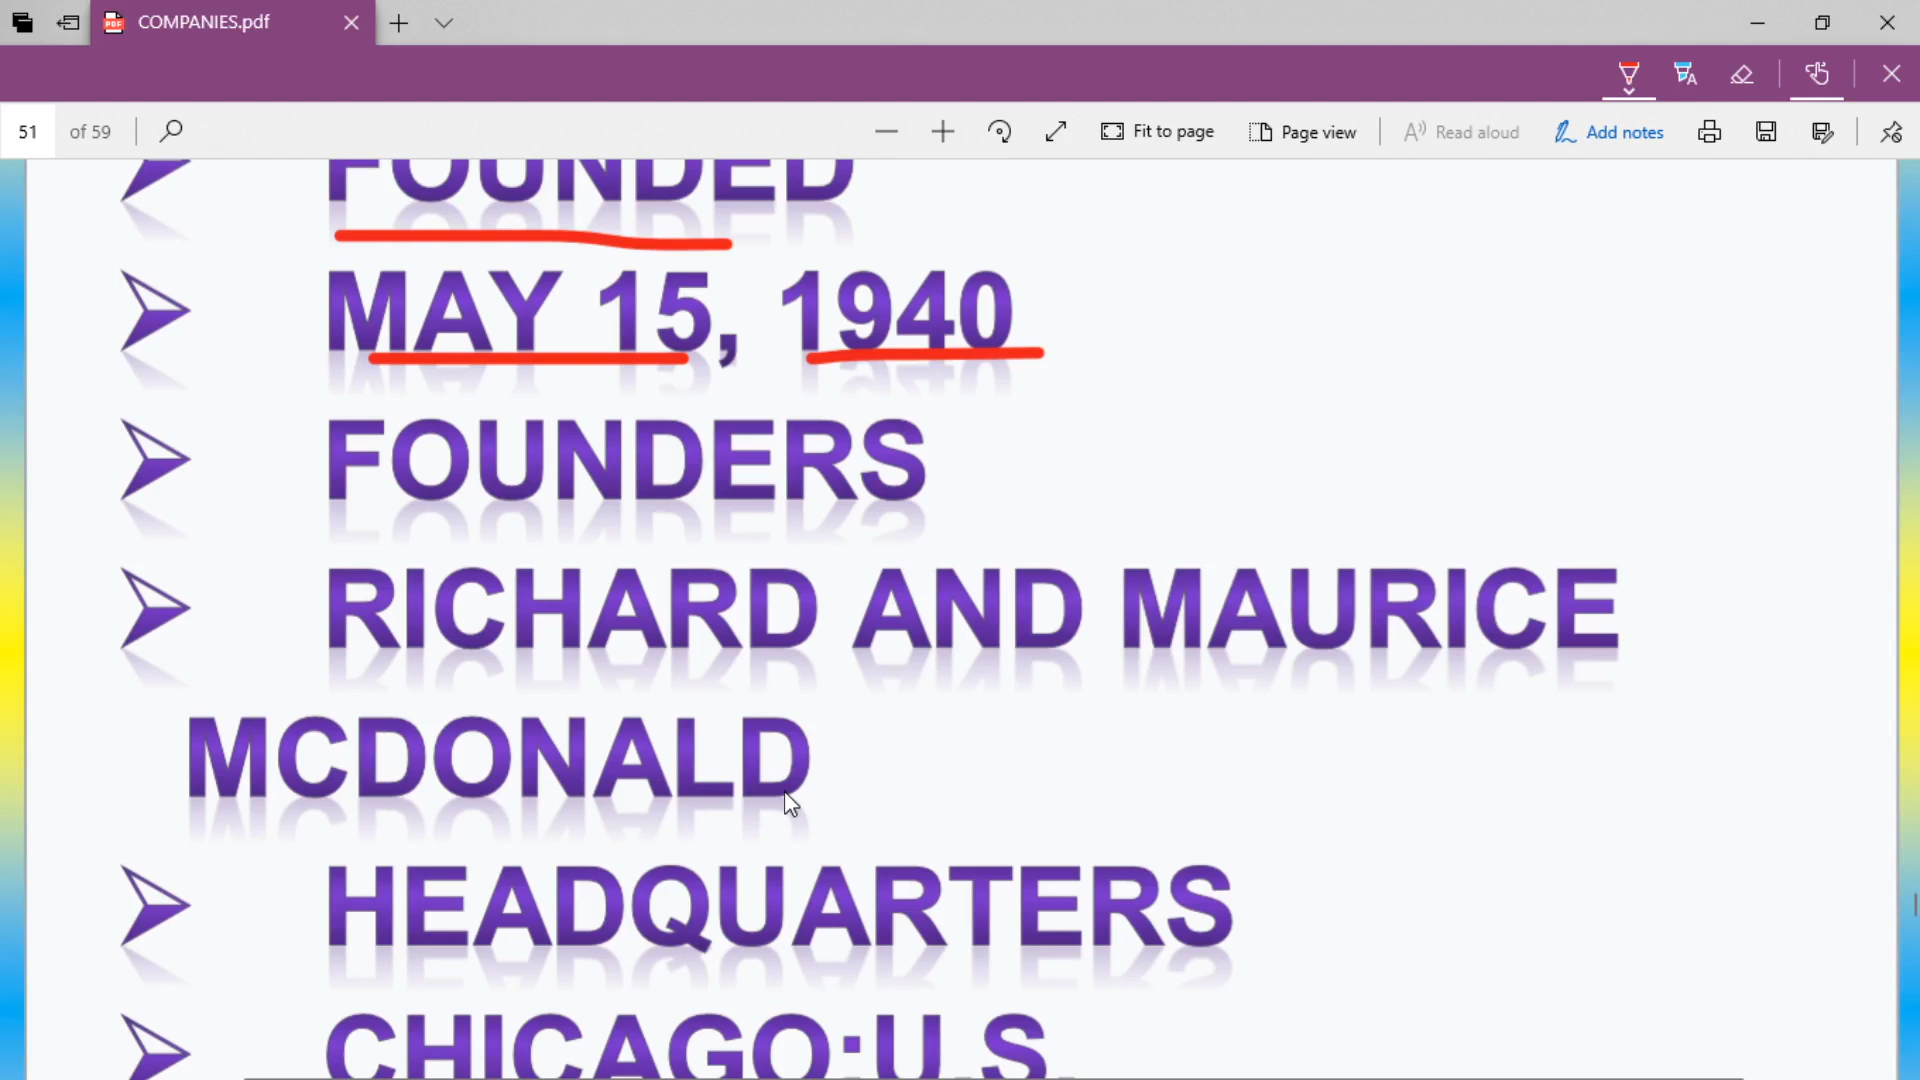 COMPANIES.pdf
51 of 59 Fit to page Page view Read aloud Add notes
FOUNDED
MAY 15, 1940
FOUNDERS
RICHARD AND MAURICE
MCDONALD
HEADQUARTERS
CHICAGO:U.S.